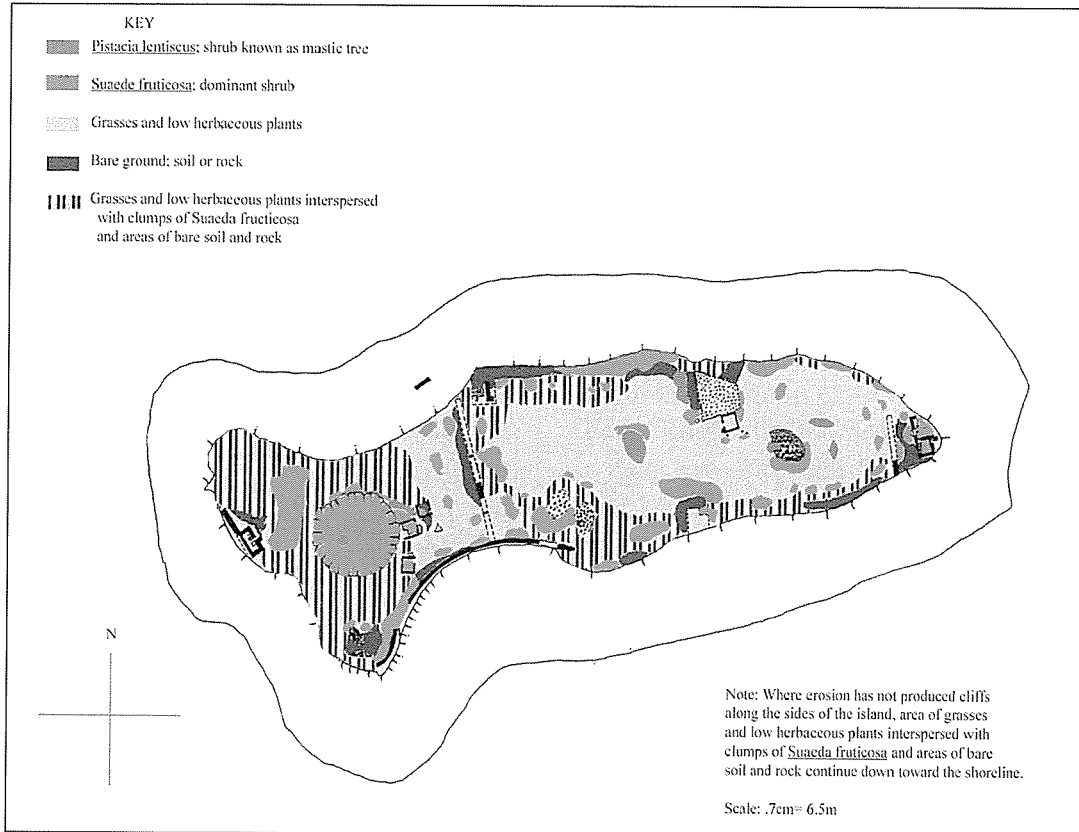 KEY
Pistacia lentiscus; shrub known as mastic tree
Suaede fruticosa; dominant shrub
Grasses and low herbaceous plants
Bare ground; soil or rock
Grasses and low herbaceous plants interspersed
with clumps of Suaeda fructicosa
and areas of bare soil and rock
N
Note: Where erosion has not produced cliffs
along the sides of the island, area of grasses
and low herbaceous plants interspersed with
clumps of Suaeda fruticosa and areas of bare
soil and rock continue down toward the shoreline.
Scale: .7cm= 6.5m